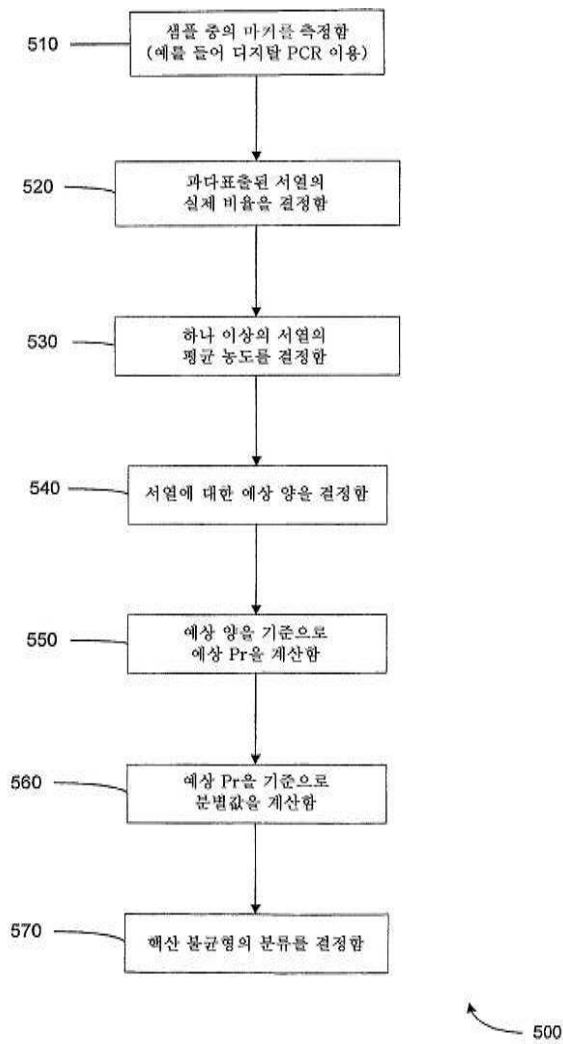 510
샘플 중의 마커를 측정함
(예를 들어 디지탈 PCR 이용)
520
과다표출된 서열의
실제 비율을 결정함
530
하나 이상의 서열의
평균 농도를 결정함
540
서열에 대한 예상 양을 결정함
550
예상 양을 기준으로
예상 Pr을 계산함
560
예상 Pr을 기준으로
분별값을 계산함
570
핵산 불균형의 분류를 결정함
500